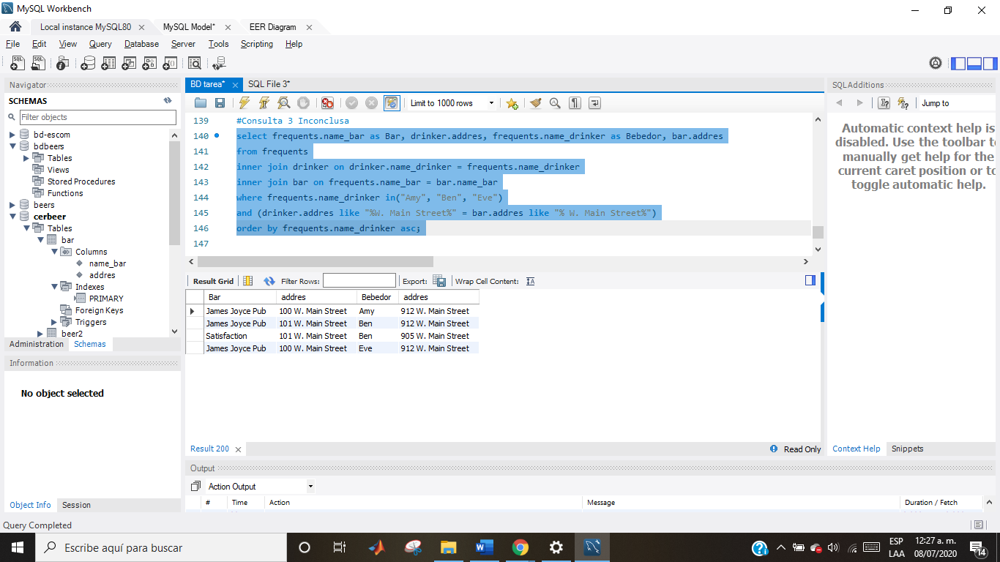 MySQL Workbench
Local instance MySQL80
MySQL Model*
EER Diagram
File Edit View Query Database Server Tools Scripting Help
Navigator
SCHEMAS
Filter objects
bd-escom
bdbeers
Tables
Views
Stored Procedures
Functions
beers
cerbeer
Tables
bar
Columns
name_bar
addres
Indexes
PRIMARY
Foreign Keys
Triggers
beer2
Administration Schemas
Information
No object selected
Object Info Session
BD tarea*
SQL File 3*
Limit to 1000 rows
139 #Consulta 3 Inconclusa
140 select frequents.name_bar as Bar, drinker.addres, frequents.name_drinker as Bebedor, bar.addres
141 from frequents
142 inner join drinker on drinker.name_drinker = frequents.name_drinker
143 inner join bar on frequents.name_bar = bar.name_bar
144 where frequents.name_drinker in("Amy", "Ben", "Eve")
145 and (drinker.addres like "%W. Main Street%" = bar.addres like "% W. Main Street%")
146 order by frequents.name_drinker asc;
147
Result Grid Filter Rows: Export: Wrap Cell Content:
Bar addres Bebedor addres
James Joyce Pub 100 W. Main Street Amy 912 W. Main Street
James Joyce Pub 101 W. Main Street Ben 912 W. Main Street
Satisfaction 101 W. Main Street Ben 905 W. Main Street
James Joyce Pub 100 W. Main Street Eve 912 W. Main Street
Result 200
Read Only
Output
Action Output
# Time Action Message Duration / Fetch
SQLAdditions
Jump to
Automatic context help is
disabled. Use the toolbar to
manually get help for the
current caret position or to
toggle automatic help.
Context Help Snippets
Query Completed
Escribe aquí para buscar
ESP
LAA
12:27 a. m.
08/07/2020
14